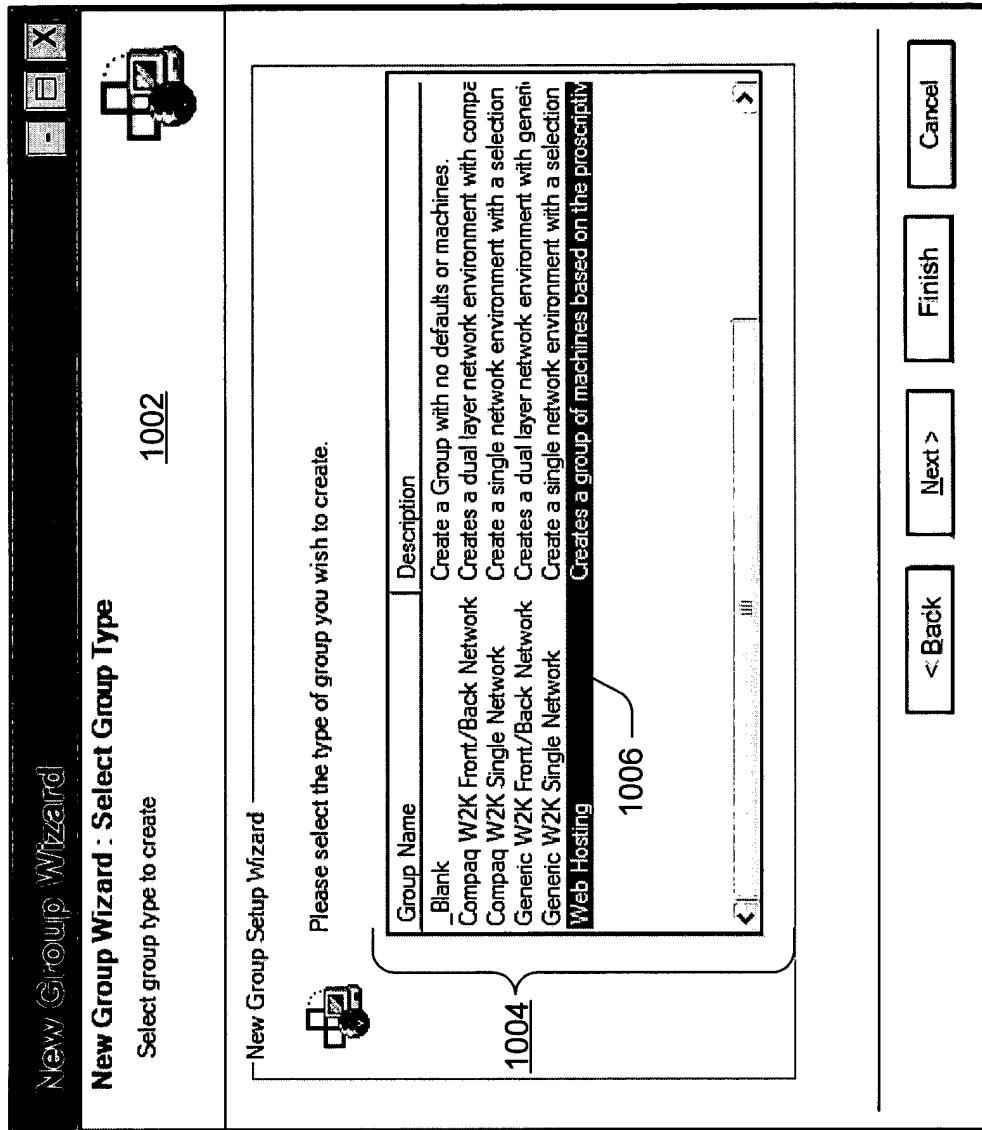 New Group Wizard
- X
New Group Wizard : Select Group Type
Select group type to create
1002
New Group Setup Wizard
Please select the type of group you wish to create.
Group Name Description
_Blank Create a Group with no defaults or machines.
Compaq W2K Front/Back Network Creates a dual layer network environment with compa
Compaq W2K Single Network Create a single network environment with a selection
Generic W2K Front/Back Network Creates a dual layer network environment with generi
Generic W2K Single Network Create a single network environment with a selection
Web Hosting Creates a group of machines based on the proscriptiv
1004
1006
< >
< Back Next > Finish Cancel